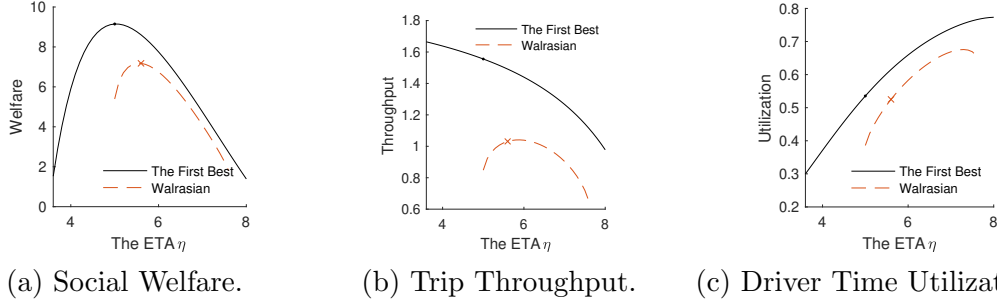 10
8
6
4
2
0
Welfare
The First Best
Walrasian
4
6
8
The ETA η
(a) Social Welfare.
1.8
1.6
1.4
1.2
1
0.8
0.6
Throughput
The First Best
Walrasian
4
6
8
The ETA η
(b) Trip Throughput.
0.8
0.7
0.6
0.5
0.4
0.3
0.2
Utilization
The First Best
Walrasian
4
6
8
The ETA η
(c) Driver Time Utilizat